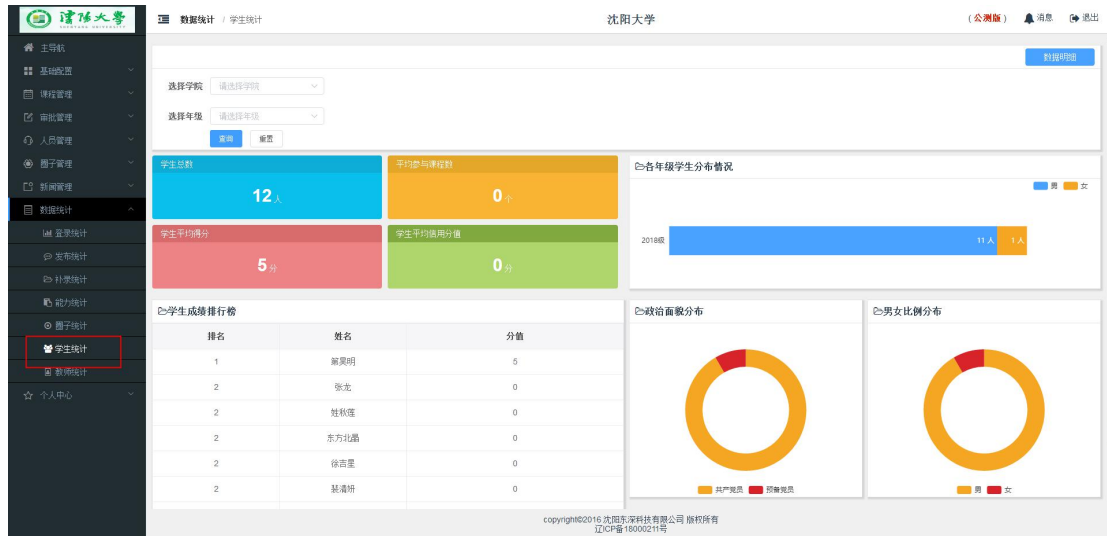 沈阳大学
SHENYANG UNIVERSITY
数据统计 / 学生统计
沈阳大学
(公测版)
消息
退出
主导航
基础配置
课程管理
审批管理
人员管理
圈子管理
新闻管理
数据统计
登录统计
发布统计
补录统计
能力统计
圈子统计
学生统计
教师统计
个人中心
数据明细
选择学院 请选择学院
选择年级 请选择年级
查询 重置
学生总数
12人
平均参与课程数
0个
学生平均得分
5分
学生平均信用分值
0分
各年级学生分布情况
男 女
2018级 11人 1人
学生成绩排行榜
排名 姓名 分值
1 5
2 张龙 0
2 姓秋莲 0
2 东方北晶 0
2 徐吉星 0
2 裴清妍 0
政治面貌分布
共产党员 预备党员
男女比例分布
男 女
copyright©2016 沈阳东深科技有限公司 版权所有
辽ICP备18000211号